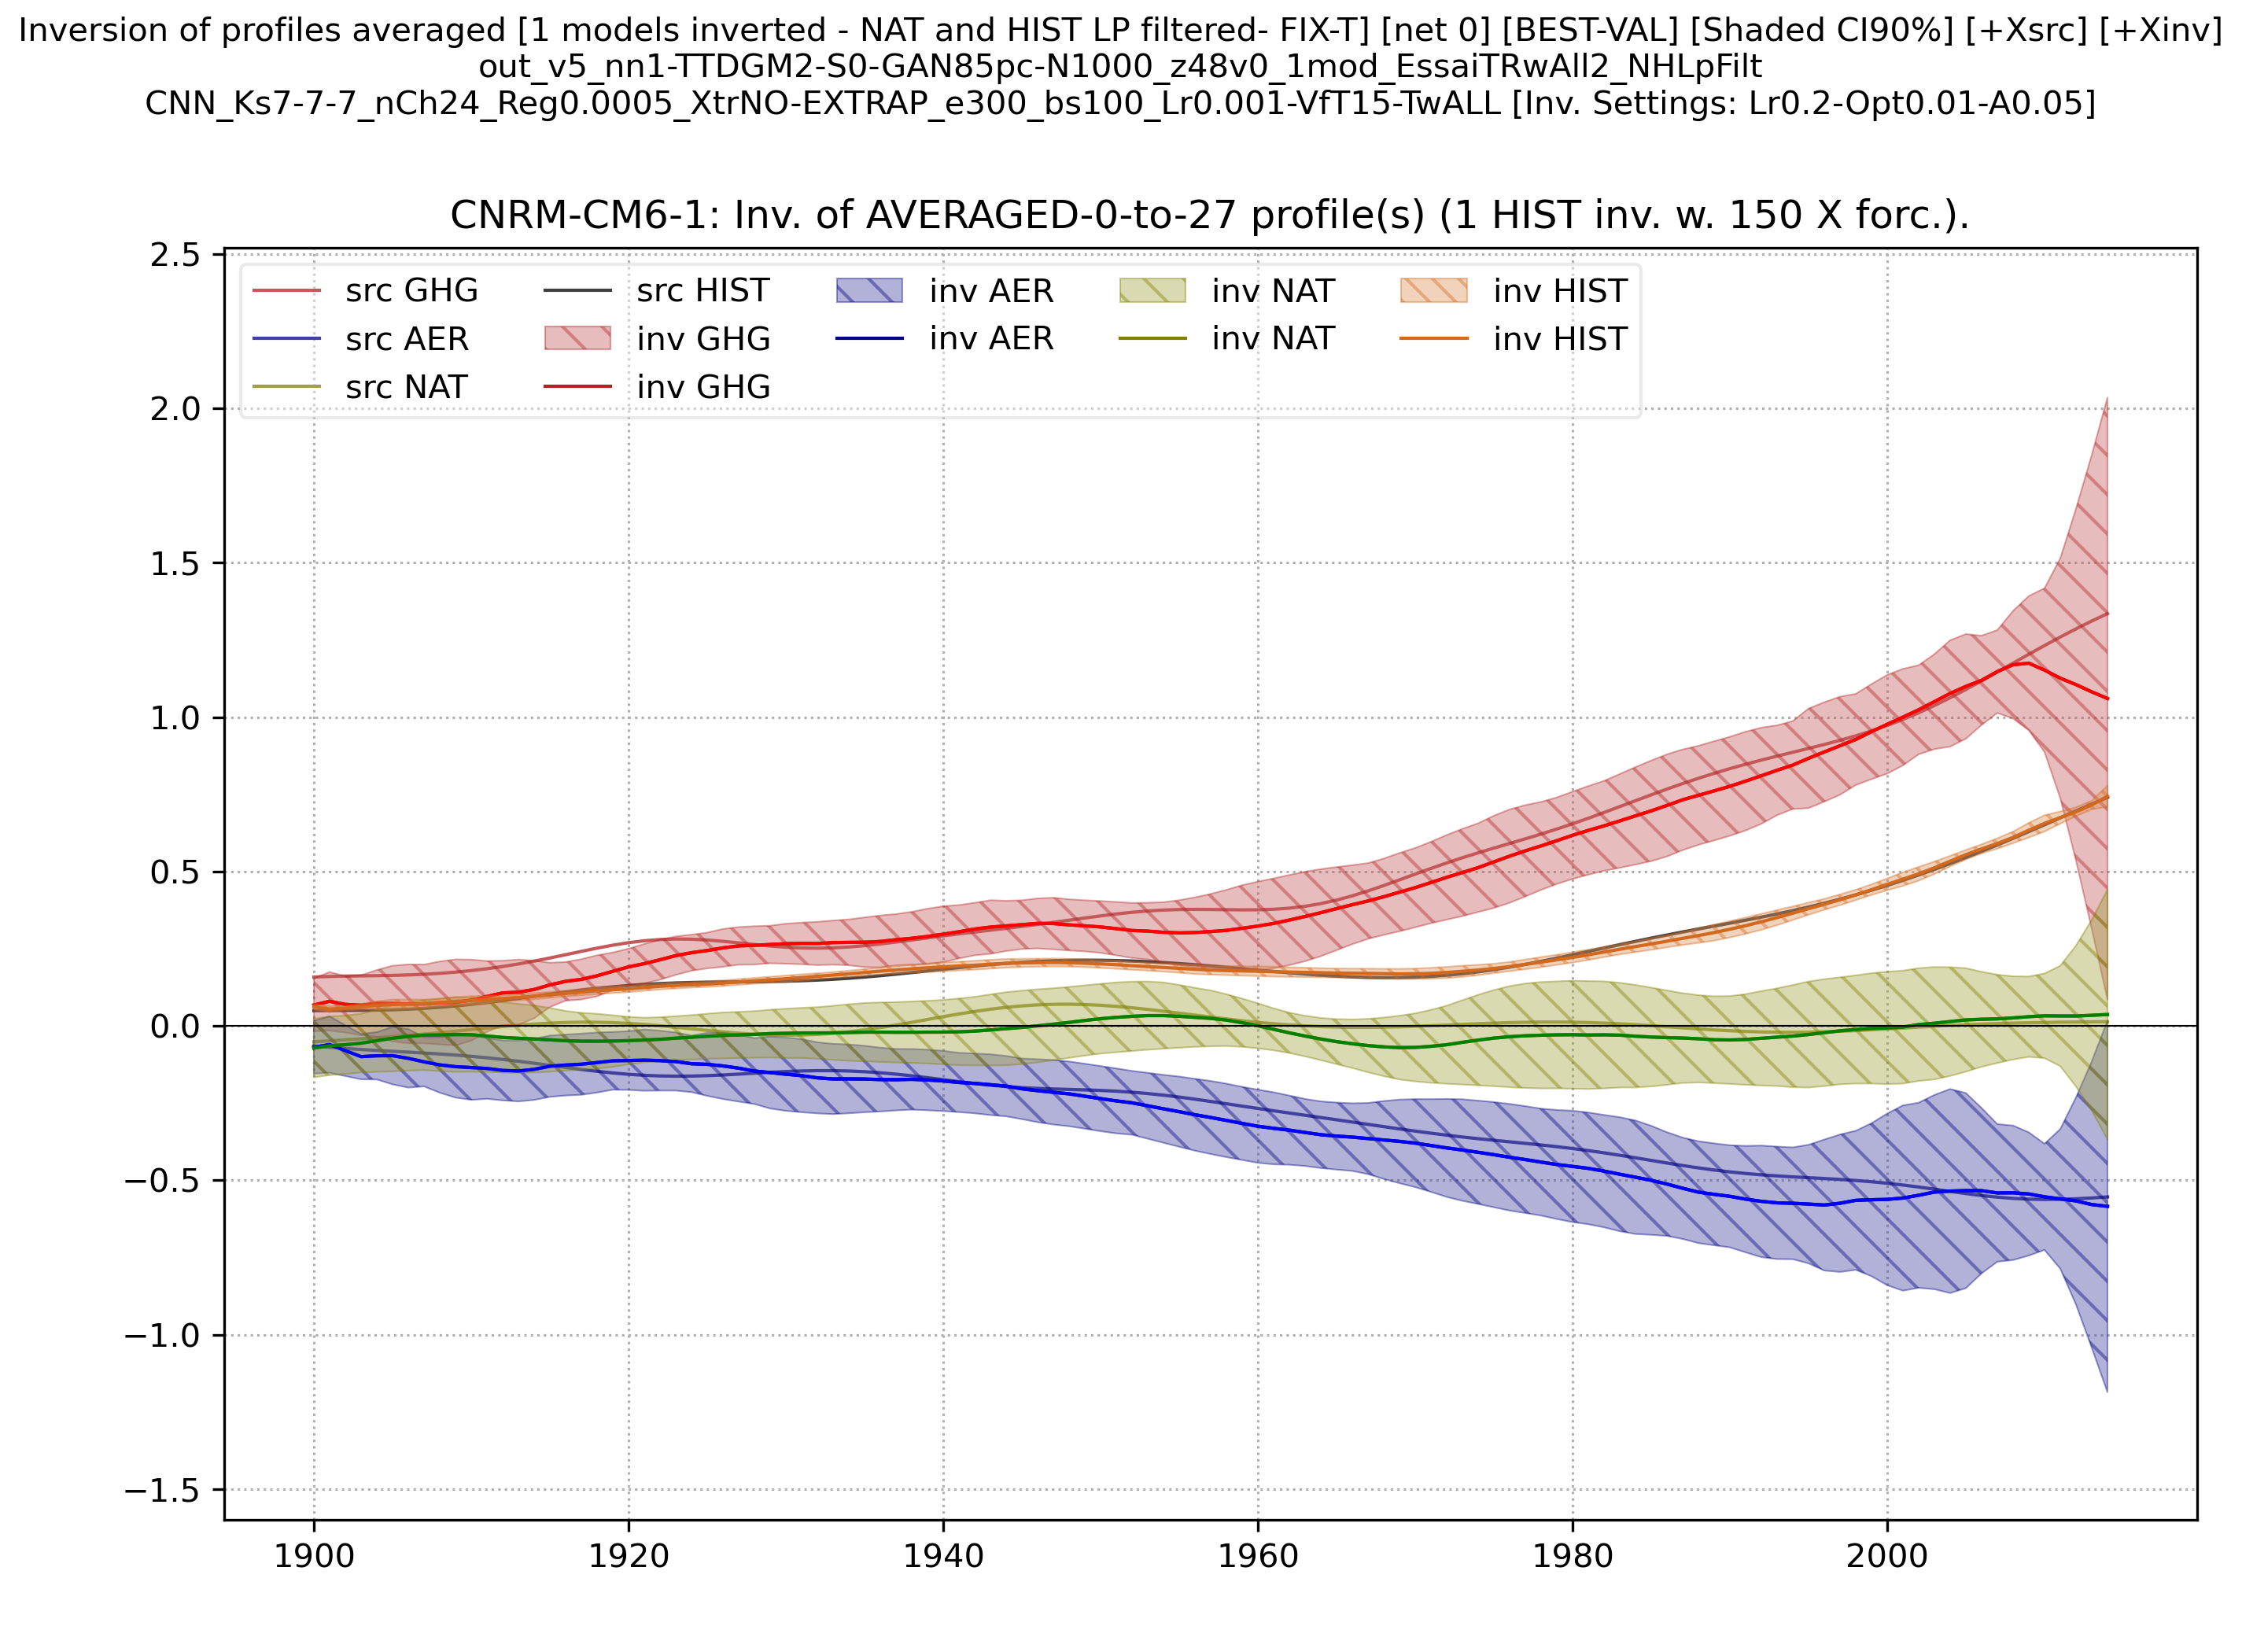 Inversion of profiles averaged [1 models inverted - NAT and HIST LP filtered- FIX-T] [net 0] [BEST-VAL] [Shaded CI90%] [+Xsrc] [+Xinv]
out_v5_nn1-TTDGM2-S0-GAN85pc-N1000_z48v0_1mod_EssaiTRwAll2_NHLpFilt
CNN_Ks7-7-7_nCh24_Reg0.0005_XtrNO-EXTRAP_e300_bs100_Lr0.001-VfT15-TwALL [Inv. Settings: Lr0.2-Opt0.01-A0.05]
CNRM-CM6-1: Inv. of AVERAGED-0-to-27 profile(s) (1 HIST inv. w. 150 X forc.).
src GHG src HIST inv AER inv NAT inv HIST
src AER inv GHG inv AER inv NAT inv HIST
src NAT inv GHG
2.5
2.0
1.5
1.0
0.5
0.0
−0.5
−1.0
−1.5
1900 1920 1940 1960 1980 2000